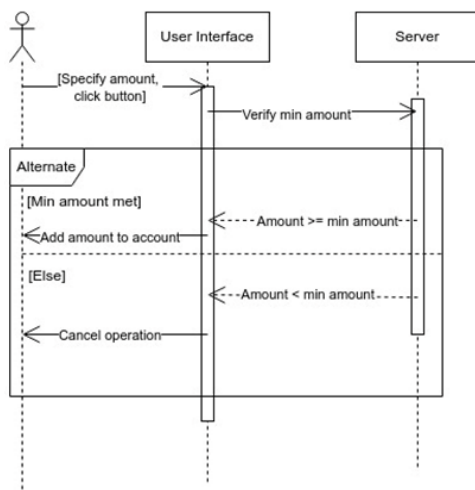 User Interface
Server
[Specify amount,
click button]
Verify min amount
Alternate
[Min amount met]
Amount >= min amount
Add amount to account
[Else]
Amount < min amount
Cancel operation